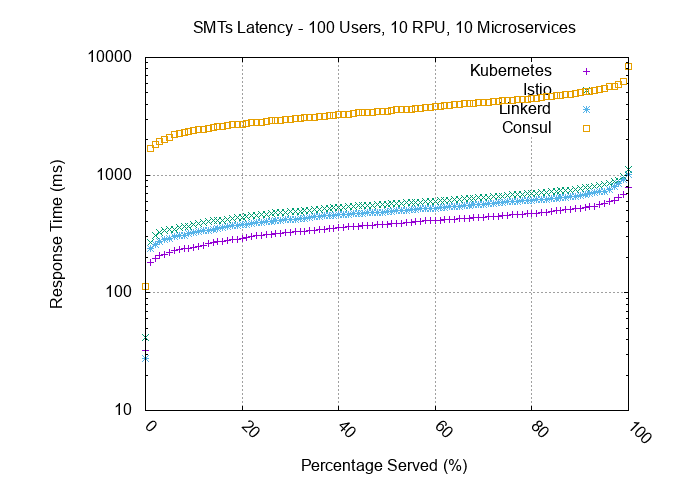 SMTs Latency - 100 Users, 10 RPU, 10 Microservices
10000
1000
100
10
Response Time (ms)
Kubernetes
Istio
Linkerd
Consul
0
20
40
60
80
100
Percentage Served (%)